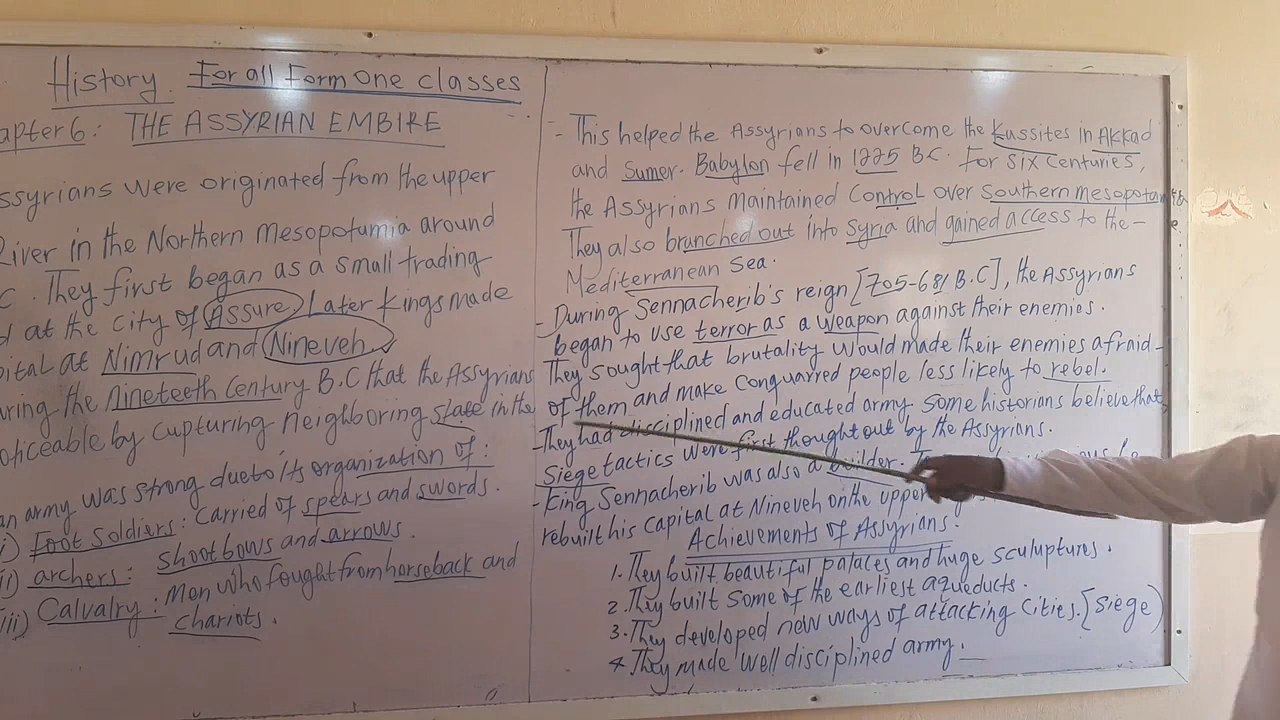 History. For all Form One classes
apter 6: THE ASSYRIAN EMBIRE
ssyrians were originated from the upper
River in the Northern Mesopotamia around
C. They first began as a small trading
d at the city of Assure Later kings made
pital at Nimrud and Nineveh
uring the Nineteeth Century B.C that the Assyrians
oticeable by cupturing neighboring state in the
an army was strong due to its organization of:
i) Foot Soldiers: Carried of spears and swords.
ii) archers: shoot bows and arrows.
iii) Calvalry: Men who fought from horseback and
chariots.
- This helped the Assyrians to overcome the Kussites in Akkad
and Sumer. Babylon fell in 1225 B.C. For six Centuries,
the Assyrians maintained Control over Southern mesopotamia
They also branched out into Syria and gained access to the -
Mediterranean Sea.
- During Sennacherib's reign [705-681 B.C], the Assyrians
began to use terror as a weapon against their enemies.
They sought that brutality would made their enemies afraid
of them and make conquarred people less likely to rebel.
- They had disciplined and educated army. Some historians believe that
Siege tactics were first thought out by the Assyrians.
- King Sennacherib was also a builder.
rebuilt his capital at Nineveh on the upper
Achievements of Assyrians.
1. They built beautiful palaces and huge sculuptures.
2. They built Some of the earliest aqueducts.
3. They developed new ways of attacking Cities. [Siege]
4. They made well disciplined army.